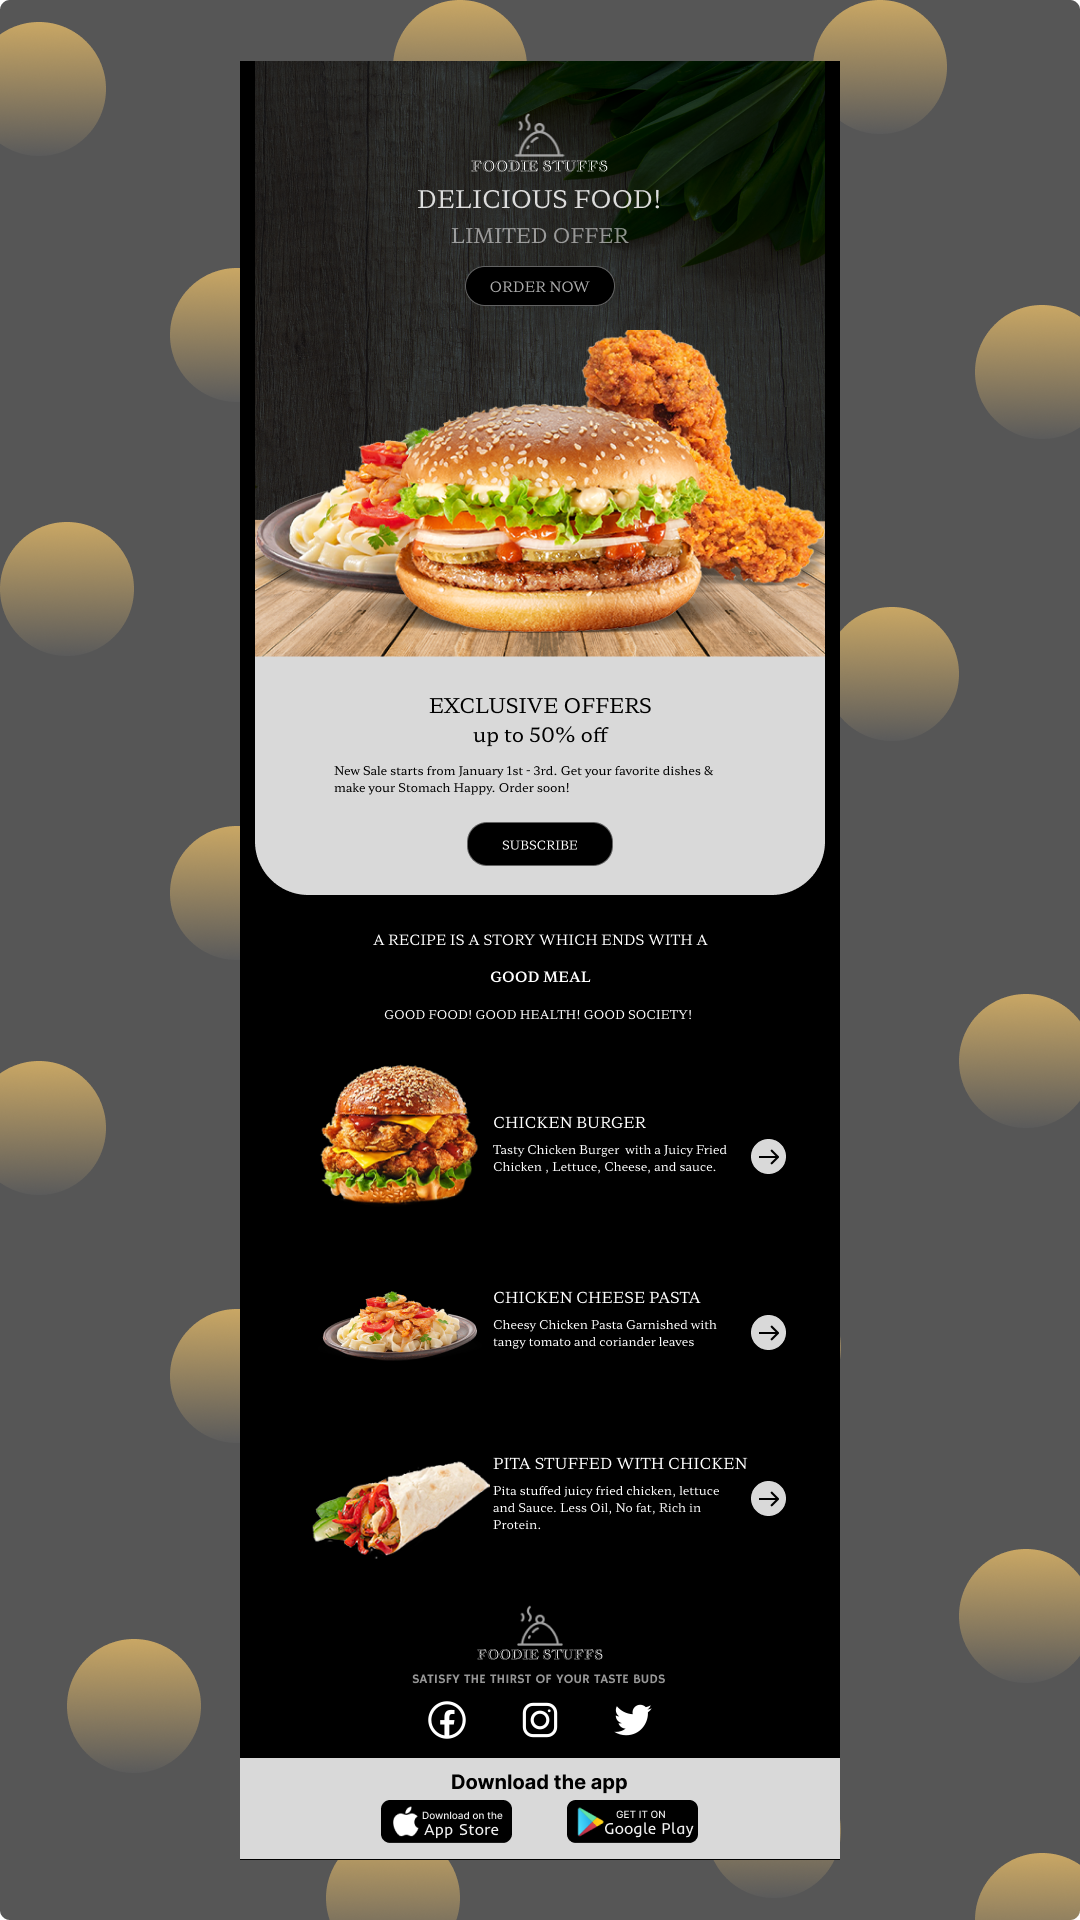 FOODIE STUFFS
DELICIOUS FOOD!
LIMITED OFFER
ORDER NOW
EXCLUSIVE OFFERS
up to 50% off
New Sale starts from January 1st - 3rd. Get your favorite dishes &
make your Stomach Happy. Order soon!
SUBSCRIBE
A RECIPE IS A STORY WHICH ENDS WITH A
GOOD MEAL
GOOD FOOD! GOOD HEALTH! GOOD SOCIETY!
CHICKEN BURGER
Tasty Chicken Burger with a Juicy Fried
Chicken , Lettuce, Cheese, and sauce.
CHICKEN CHEESE PASTA
Cheesy Chicken Pasta Garnished with
tangy tomato and coriander leaves
PITA STUFFED WITH CHICKEN
Pita stuffed juicy fried chicken, lettuce
and Sauce. Less Oil, No fat, Rich in
Protein.
FOODIE STUFFS
SATISFY THE THIRST OF YOUR TASTE BUDS
Download the app
Download on the
App Store
GET IT ON
Google Play